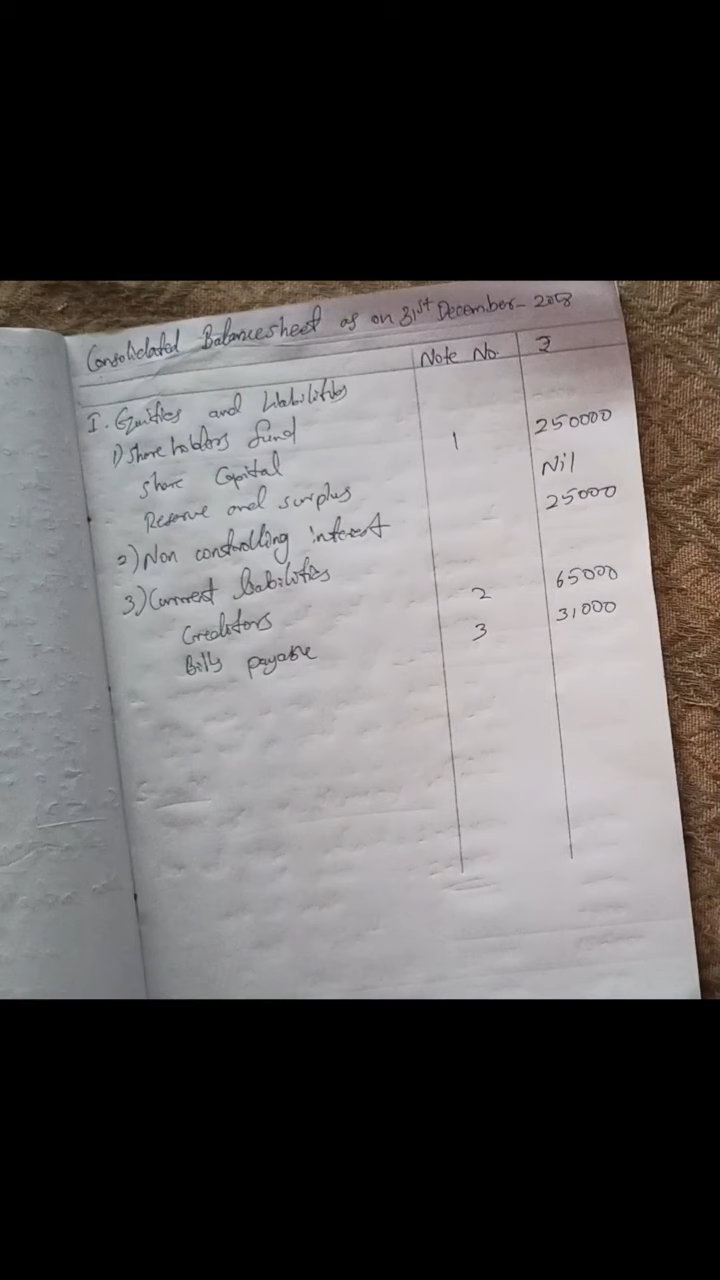 Consolidated Balancesheet as on 31st December-2018
Note No. ₹
I. Equities and Liabilities
1) Share holders fund
Share Capital 1 250000
Reserve and surplus Nil
2) Non controlling interest 25000
3) Current liabilities
Creditors 2 65000
Bills payable 3 31000